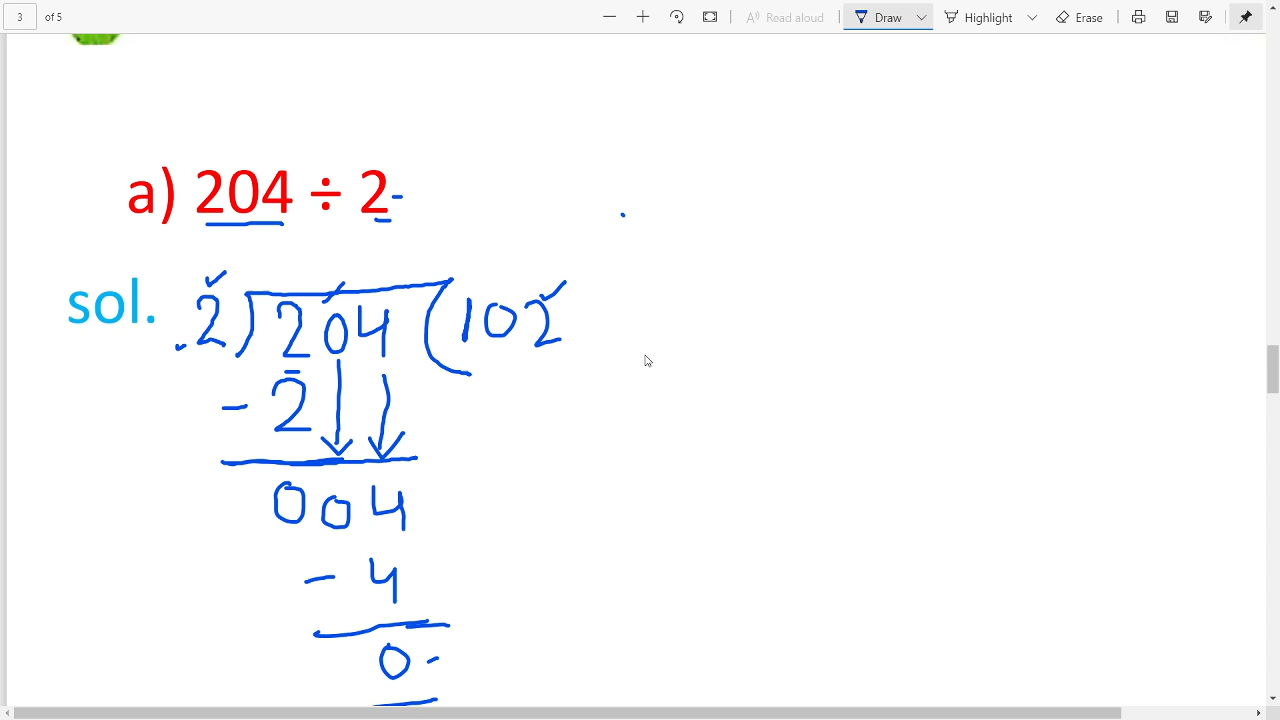 3 of 5 Read aloud Draw Highlight Erase
a) 204 ÷ 2
sol. 2) 204 (102
- 2
004
- 4
0